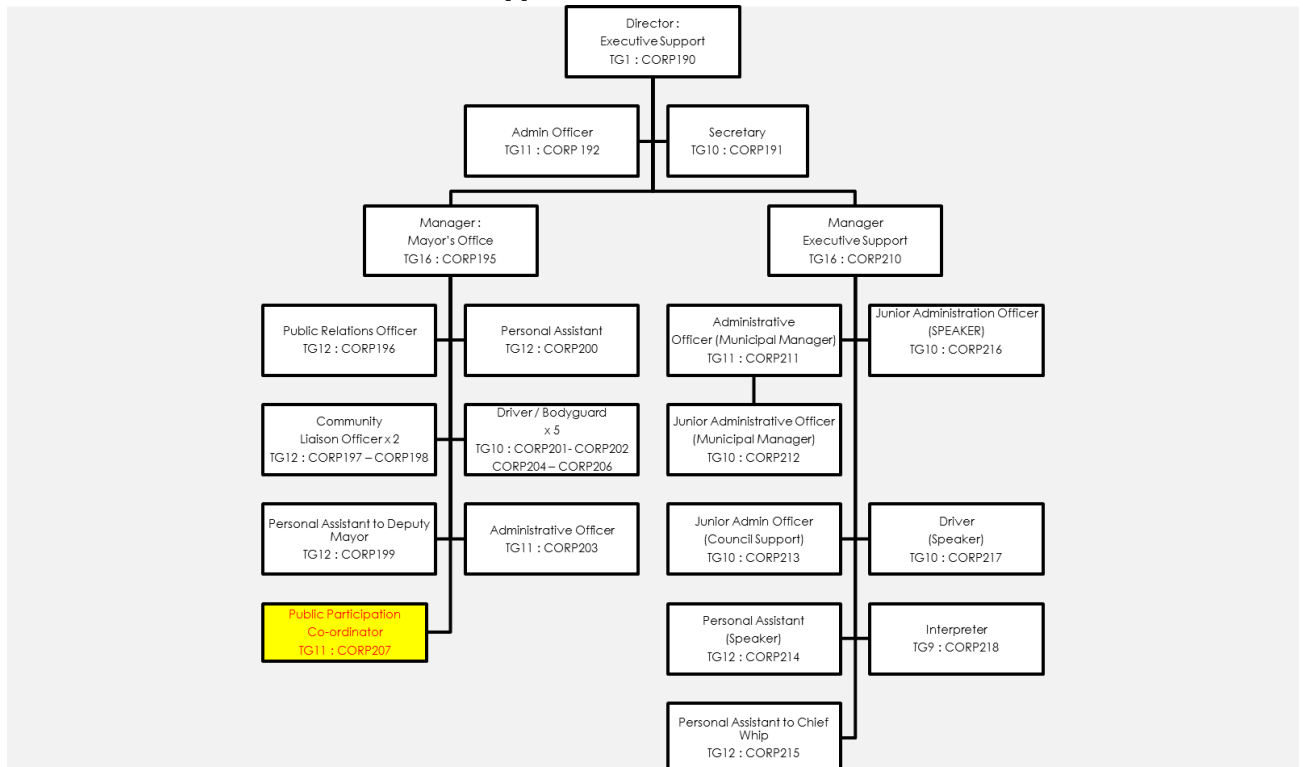 Director :
Executive Support
TG1 : CORP190
Admin Officer
TG11 : CORP 192
Secretary
TG10 : CORP191
Manager :
Mayor's Office
TG16 : CORP195
Manager
Executive Support
TG16 : CORP210
Public Relations Officer
TG12 : CORP196
Personal Assistant
TG12 : CORP200
Administrative
Officer (Municipal Manager)
TG11 : CORP211
Junior Administration Officer
(SPEAKER)
TG10 : CORP216
Community
Liaison Officer x 2
TG12 : CORP197 – CORP198
Driver / Bodyguard
x 5
TG10 : CORP201- CORP202
CORP204 – CORP206
Junior Administrative Officer
(Municipal Manager)
TG10 : CORP212
Personal Assistant to Deputy
Mayor
TG12 : CORP199
Administrative Officer
TG11 : CORP203
Junior Admin Officer
(Council Support)
TG10 : CORP213
Driver
(Speaker)
TG10 : CORP217
Public Participation
Co-ordinator
TG11 : CORP207
Personal Assistant
(Speaker)
TG12 : CORP214
Interpreter
TG9 : CORP218
Personal Assistant to Chief
Whip
TG12 : CORP215